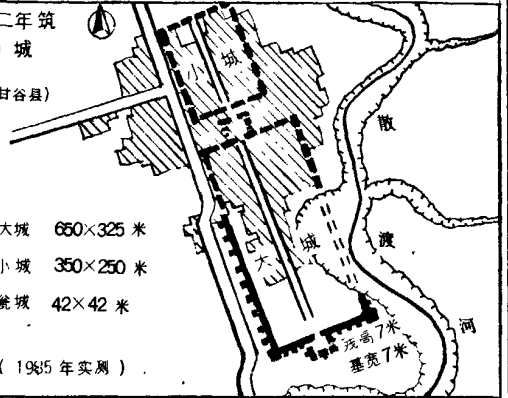 二年筑
城
甘谷县)
大城 650×325 米
小城 350×250 米
瓮城 42×42 米
( 1985 年实测 )
小城
大城
散渡河
残高7米
基宽7米